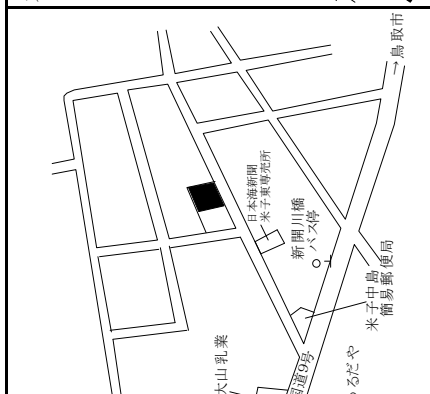 →鳥取市
日本海新聞
米子東専売所
新開川橋
バス停
米子中島
簡易郵便局
国道9号
大山乳業
るだや